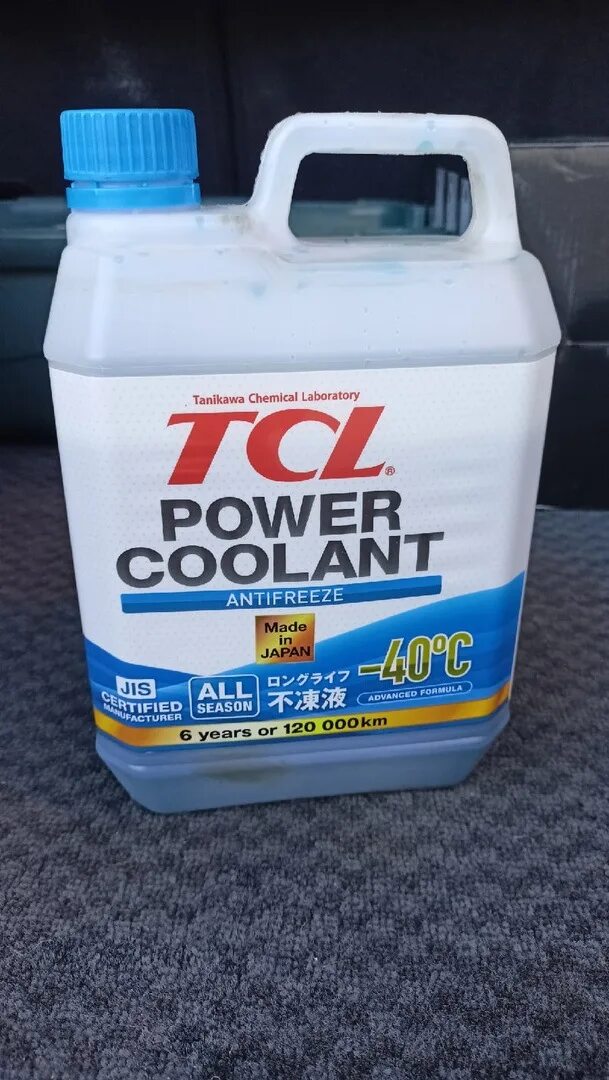 Tanikawa Chemical Laboratory
TCL®
POWER
COOLANT
ANTIFREEZE
Made
in
JAPAN
JIS
CERTIFIED
MANUFACTURER
ALL
SEASON
ロングライフ
不凍液
-40°C
ADVANCED FORMULA
6 years or 120 000km